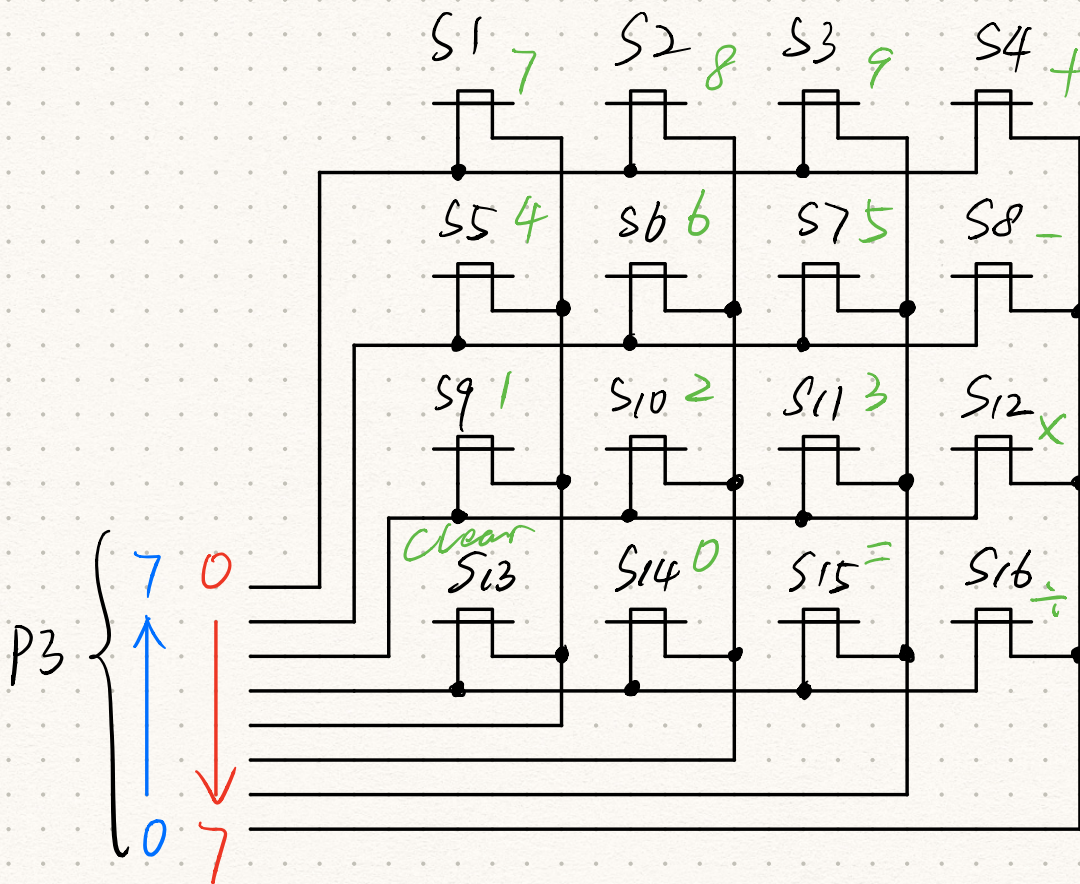 S1 7 S2 8 S3 9 S4 +
S5 4 S6 6 S7 5 S8 -
S9 1 S10 2 S11 3 S12 ×
clear
S13 S14 0 S15 = S16 ÷
7 0
P3
0 7